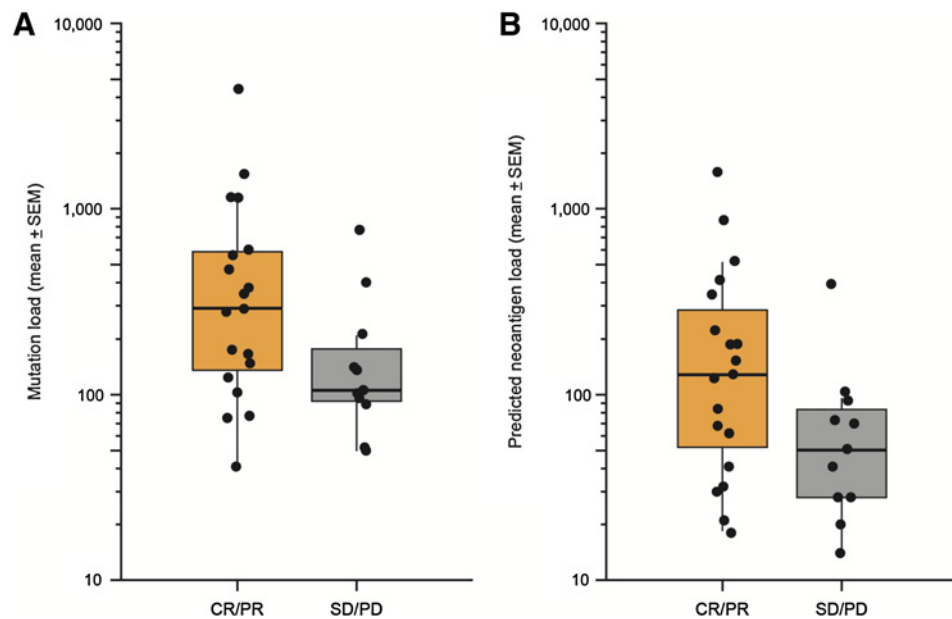 A
Mutation load (mean ± SEM)
10,000
1,000
100
10
CR/PR SD/PD
B
Predicted neoantigen load (mean ± SEM)
10,000
1,000
100
10
CR/PR SD/PD